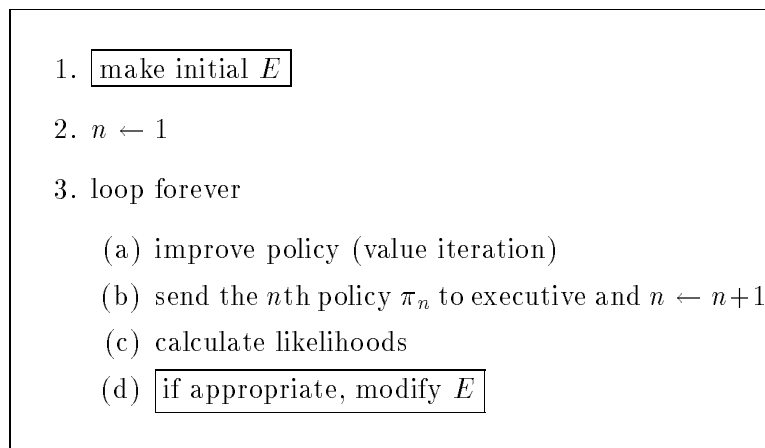 1. make initial E
2. n ← 1
3. loop forever
(a) improve policy (value iteration)
(b) send the nth policy πₙ to executive and n ← n+1
(c) calculate likelihoods
(d) if appropriate, modify E